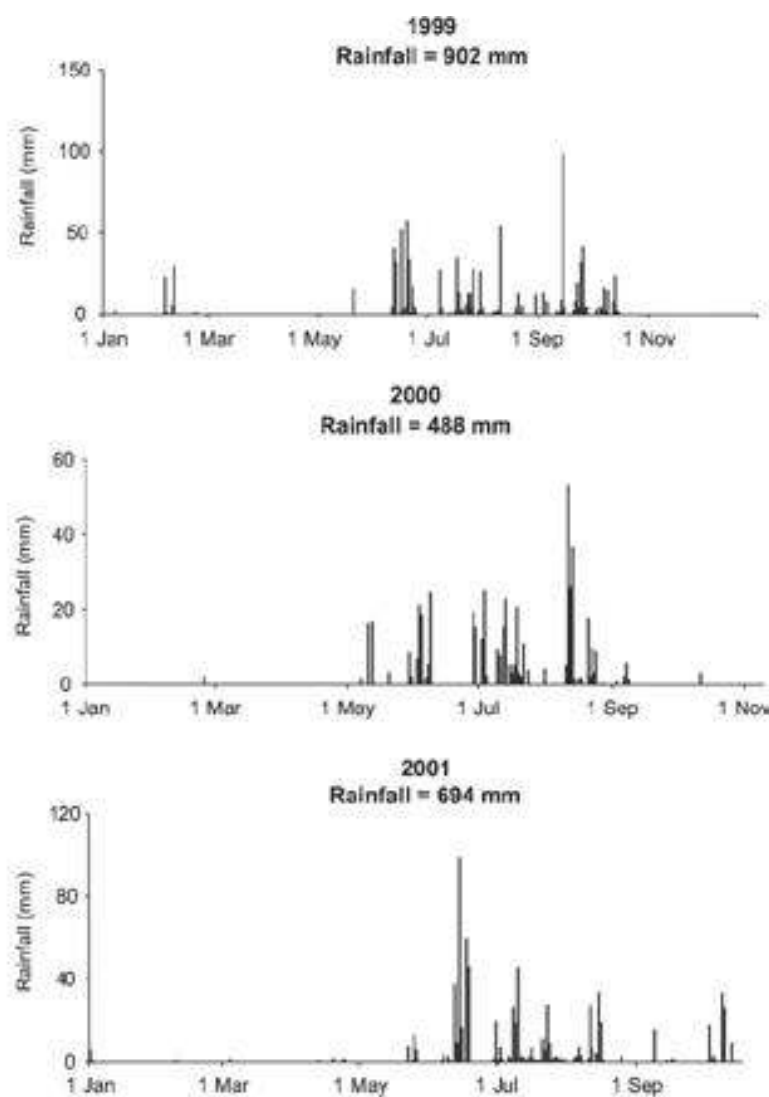 1999
Rainfall = 902 mm
Rainfall (mm)
150
100
50
0
1 Jan 1 Mar 1 May 1 Jul 1 Sep 1 Nov
2000
Rainfall = 488 mm
Rainfall (mm)
60
40
20
0
1 Jan 1 Mar 1 May 1 Jul 1 Sep 1 Nov
2001
Rainfall = 694 mm
Rainfall (mm)
120
80
40
0
1 Jan 1 Mar 1 May 1 Jul 1 Sep